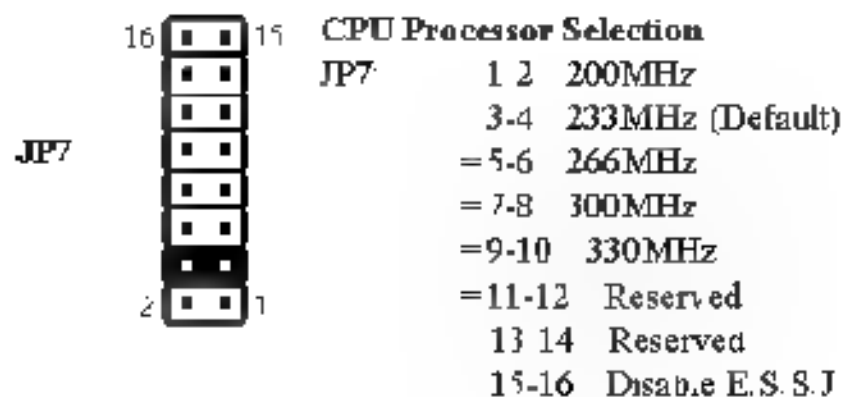 16 15 CPU Processor Selection
JP7 1-2 200MHz
3-4 233MHz (Default)
JP7 =5-6 266MHz
=7-8 300MHz
=9-10 330MHz
=11-12 Reserved
2 1
13-14 Reserved
15-16 Disable E.S.S.J